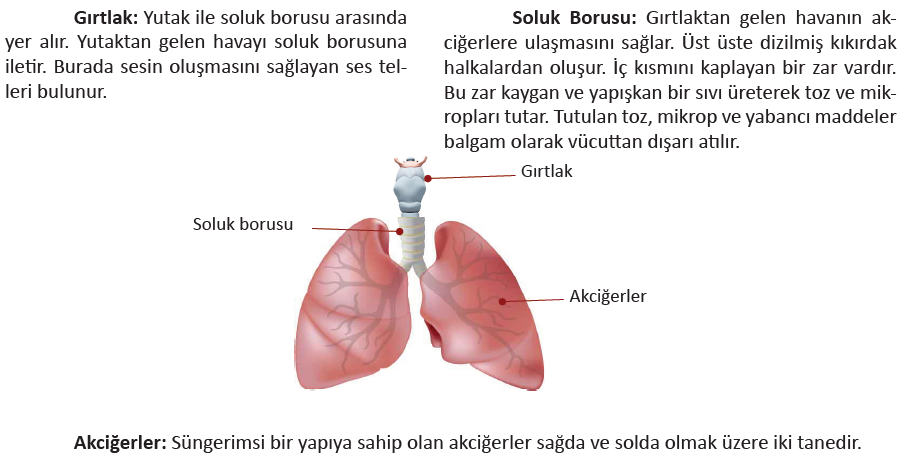 Gırtlak: Yutak ile soluk borusu arasında
yer alır. Yutaktan gelen havayı soluk borusuna
iletir. Burada sesin oluşmasını sağlayan ses tel-
leri bulunur.
Soluk Borusu: Gırtlaktan gelen havanın ak-
ciğerlere ulaşmasını sağlar. Üst üste dizilmiş kıkırdak
halkalardan oluşur. İç kısmını kaplayan bir zar vardır.
Bu zar kaygan ve yapışkan bir sıvı üreterek toz ve mik-
ropları tutar. Tutulan toz, mikrop ve yabancı maddeler
balgam olarak vücuttan dışarı atılır.
Gırtlak
Soluk borusu
Akciğerler
Akciğerler: Süngerimsi bir yapıya sahip olan akciğerler sağda ve solda olmak üzere iki tanedir.